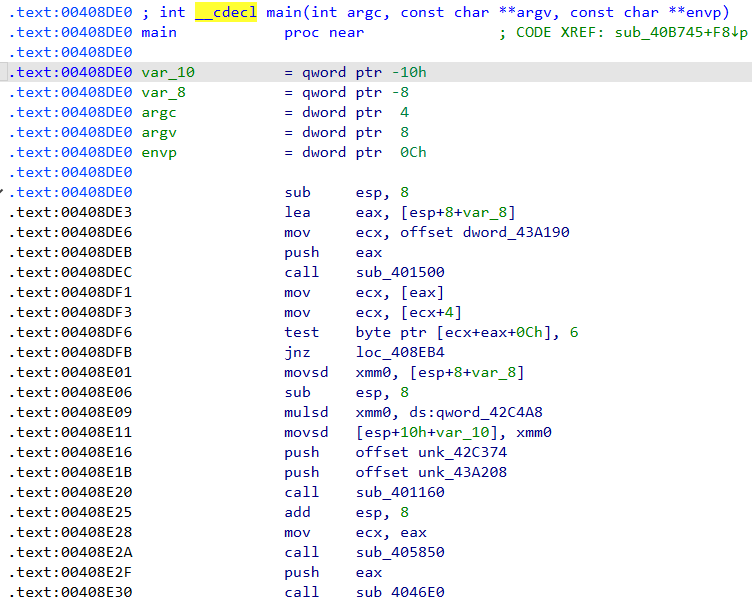 .text:00408DE0 ; int __cdecl main(int argc, const char **argv, const char **envp)
.text:00408DE0 main proc near ; CODE XREF: sub_40B745+F8↓p
.text:00408DE0
.text:00408DE0 var_10 = qword ptr -10h
.text:00408DE0 var_8 = qword ptr -8
.text:00408DE0 argc = dword ptr 4
.text:00408DE0 argv = dword ptr 8
.text:00408DE0 envp = dword ptr 0Ch
.text:00408DE0
.text:00408DE0 sub esp, 8
.text:00408DE3 lea eax, [esp+8+var_8]
.text:00408DE6 mov ecx, offset dword_43A190
.text:00408DEB push eax
.text:00408DEC call sub_401500
.text:00408DF1 mov ecx, [eax]
.text:00408DF3 mov ecx, [ecx+4]
.text:00408DF6 test byte ptr [ecx+eax+0Ch], 6
.text:00408DFB jnz loc_408EB4
.text:00408E01 movsd xmm0, [esp+8+var_8]
.text:00408E06 sub esp, 8
.text:00408E09 mulsd xmm0, ds:qword_42C4A8
.text:00408E11 movsd [esp+10h+var_10], xmm0
.text:00408E16 push offset unk_42C374
.text:00408E1B push offset unk_43A208
.text:00408E20 call sub_401160
.text:00408E25 add esp, 8
.text:00408E28 mov ecx, eax
.text:00408E2A call sub_405850
.text:00408E2F push eax
.text:00408E30 call sub_4046E0